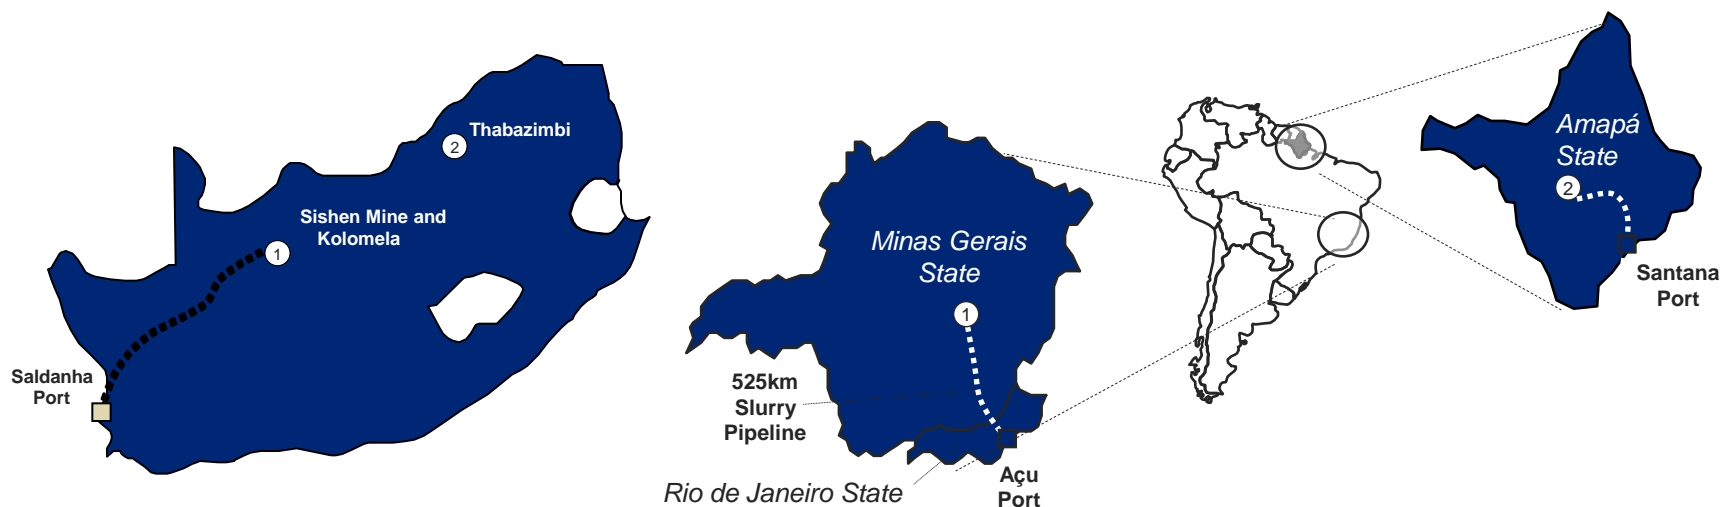 Thabazimbi
2
Sishen Mine and
Kolomela
1
Saldanha
Port
Minas Gerais
State
1
525km
Slurry
Pipeline
Açu
Port
Rio de Janeiro State
Amapá
State
2
Santana
Port